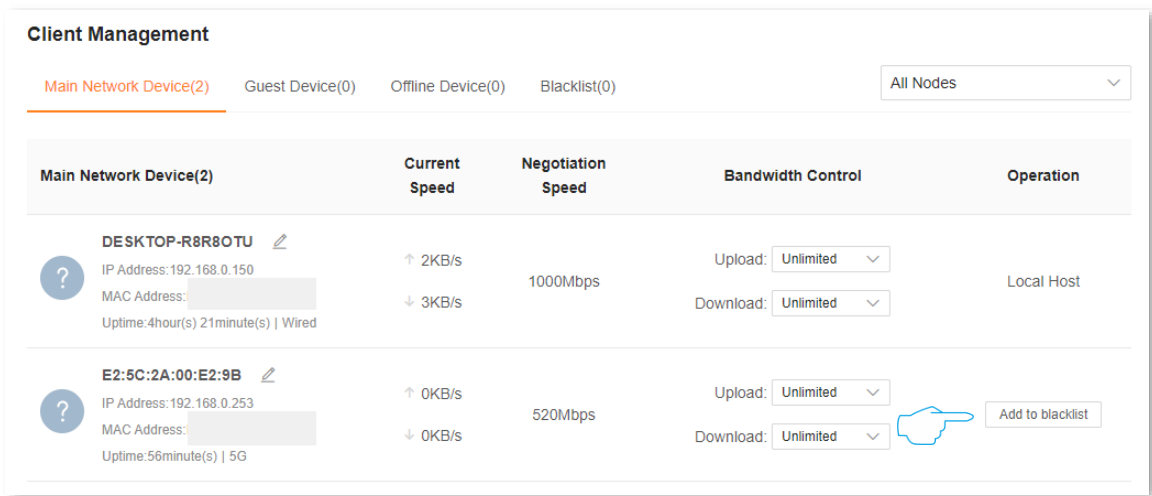 Client Management
Main Network Device(2) Guest Device(0) Offline Device(0) Blacklist(0) All Nodes
Main Network Device(2) Current Speed Negotiation Speed Bandwidth Control Operation
DESKTOP-R8R8OTU
IP Address:192.168.0.150
MAC Address:
Uptime:4hour(s) 21minute(s) | Wired
2KB/s
3KB/s
1000Mbps
Upload: Unlimited
Download: Unlimited
Local Host
E2:5C:2A:00:E2:9B
IP Address:192.168.0.253
MAC Address:
Uptime:56minute(s) | 5G
0KB/s
0KB/s
520Mbps
Upload: Unlimited
Download: Unlimited
Add to blacklist